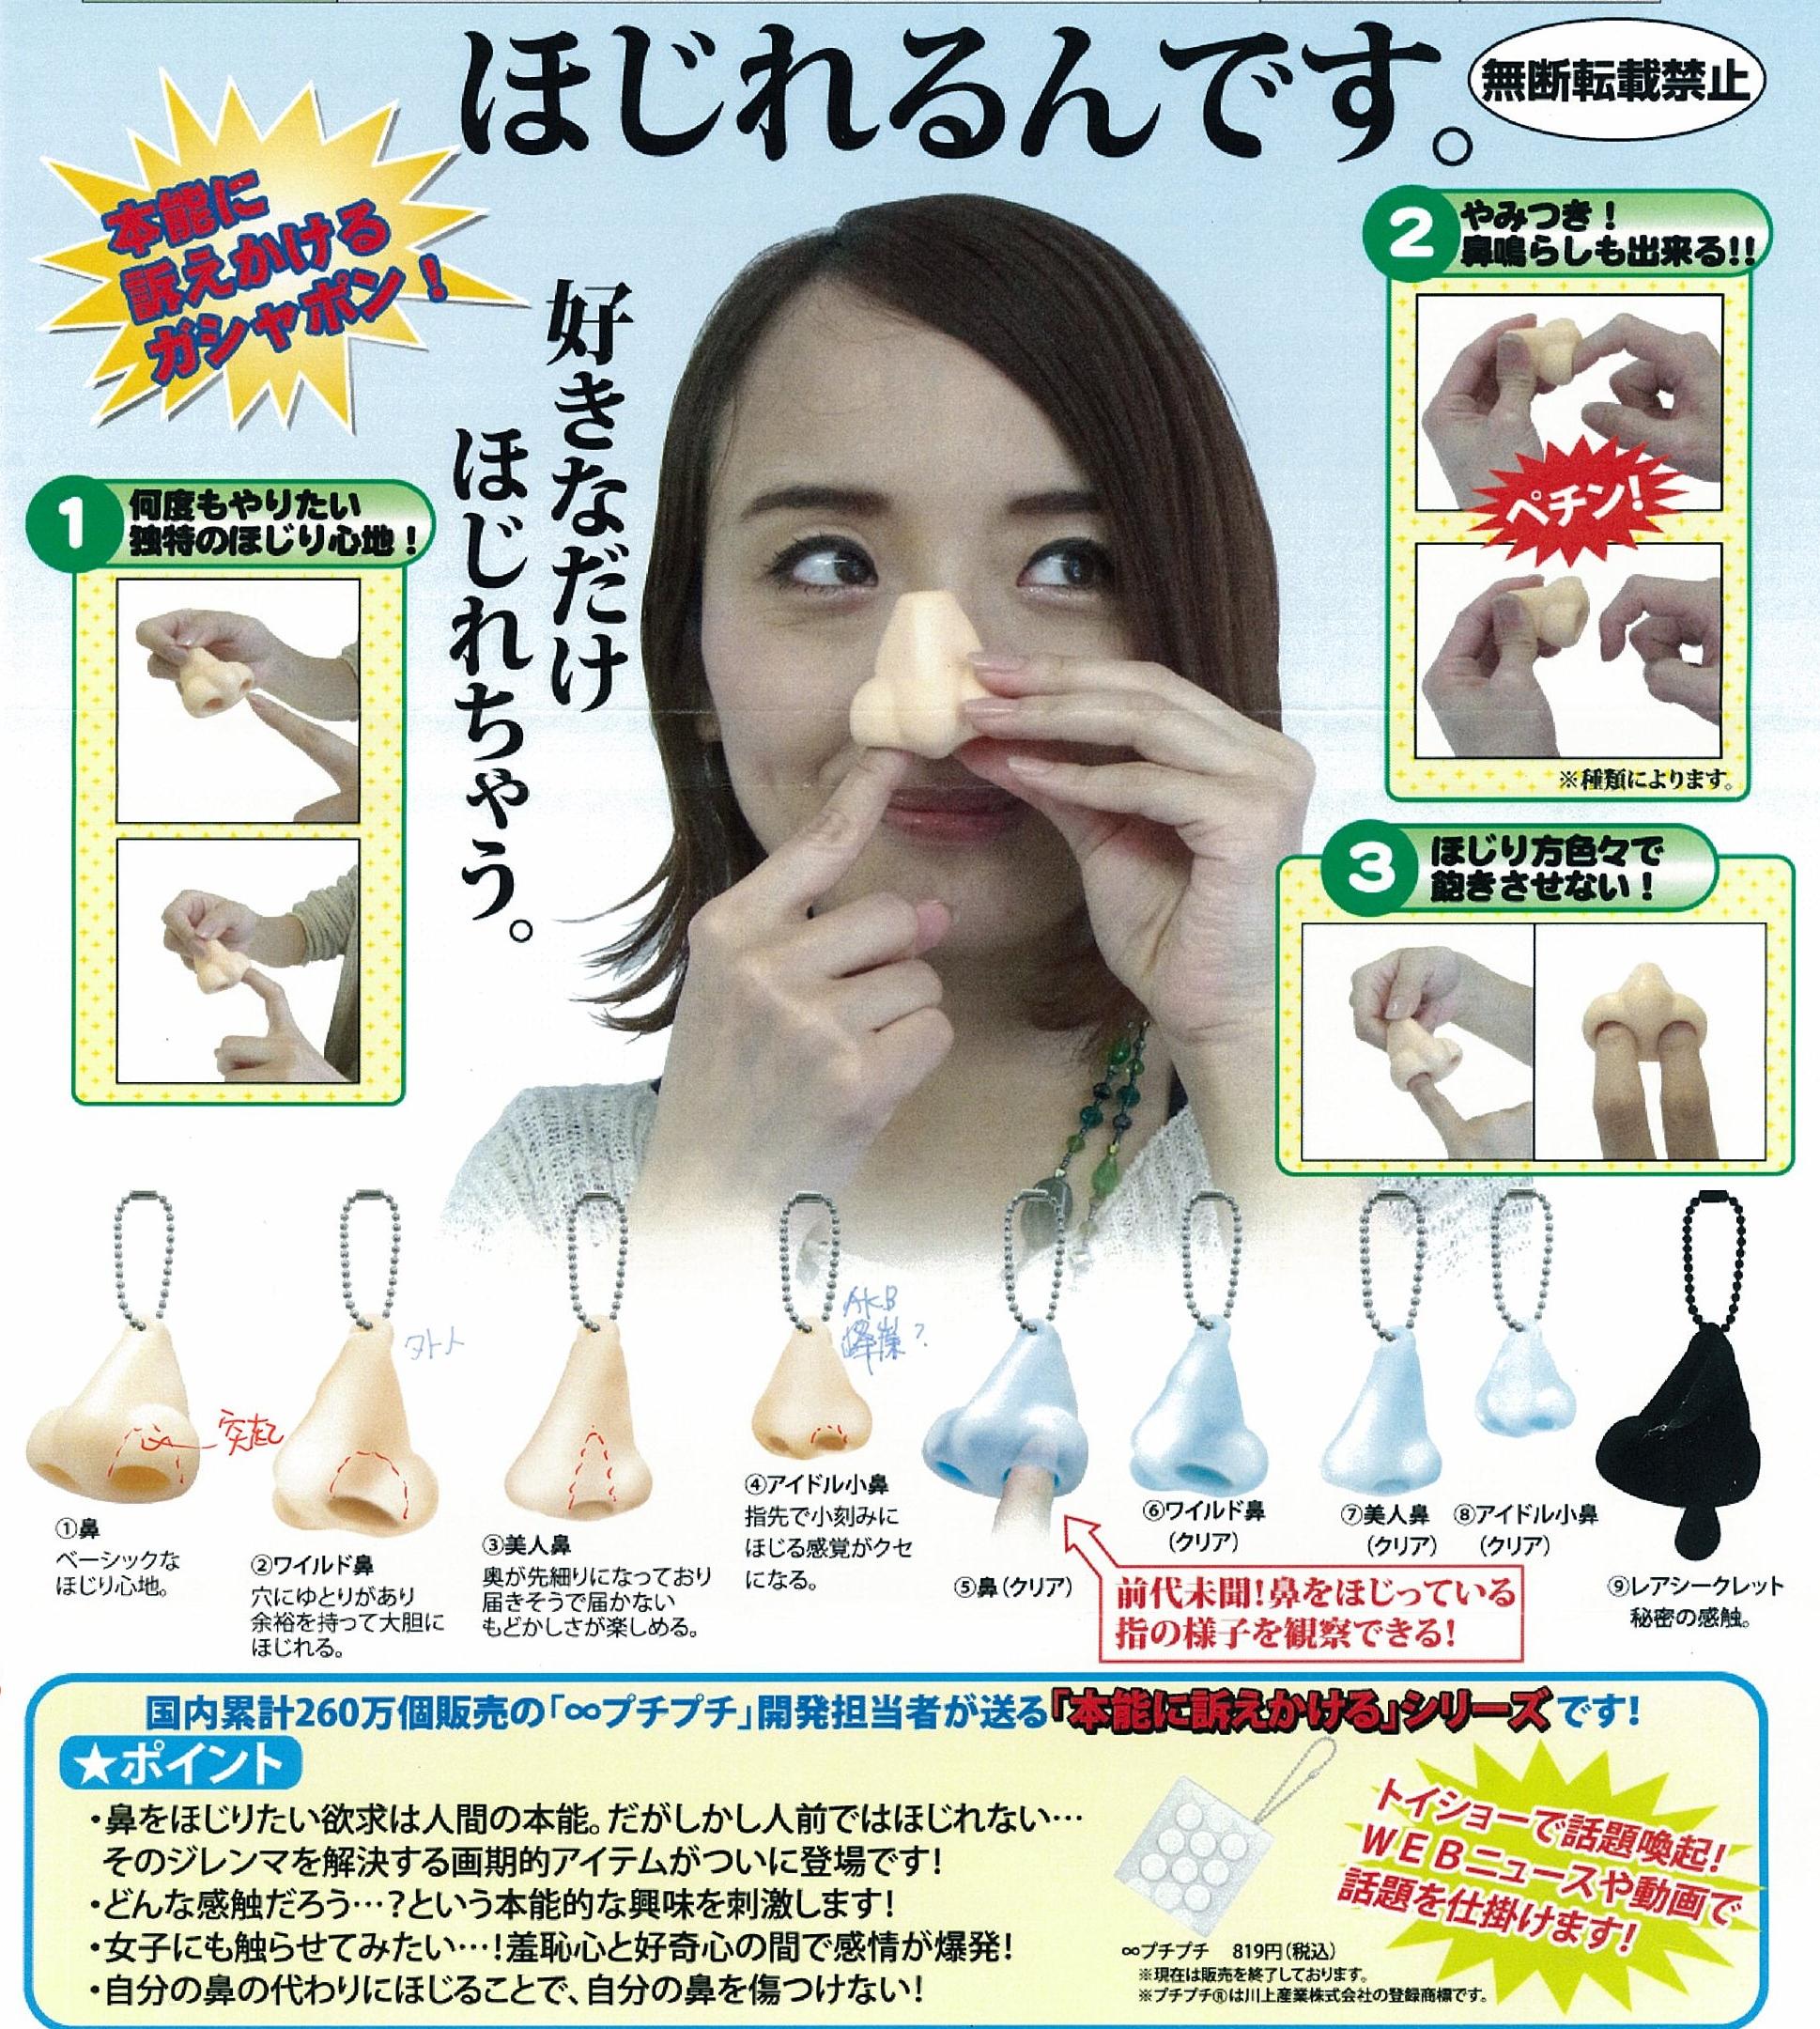 ほじれるんです。
無断転載禁止
本能に
訴えかける
ガシャポン！
好きなだけ
ほじれちゃう。
1
何度もやりたい
独特のほじり心地！
2
やみつき！
鼻鳴らしも出来る!!
ペチン！
※種類によります。
3
ほじり方色々で
飽きさせない！
突起
AKB
峰岸？
①鼻
ベーシックな
ほじり心地。
②ワイルド鼻
穴にゆとりがあり
余裕を持って大胆に
ほじれる。
③美人鼻
奥が先細りになっており
届きそうで届かない
もどかしさが楽しめる。
④アイドル小鼻
指先で小刻みに
ほじる感覚がクセ
になる。
⑤鼻（クリア）
⑥ワイルド鼻
（クリア）
⑦美人鼻
（クリア）
⑧アイドル小鼻
（クリア）
⑨レアシークレット
秘密の感触。
前代未聞！鼻をほじっている
指の様子を観察できる！
国内累計260万個販売の「∞プチプチ」開発担当者が送る「本能に訴えかける」シリーズです！
★ポイント
・鼻をほじりたい欲求は人間の本能。だがしかし人前ではほじれない…
そのジレンマを解決する画期的アイテムがついに登場です！
・どんな感触だろう…？という本能的な興味を刺激します！
・女子にも触らせてみたい…！羞恥心と好奇心の間で感情が爆発！
・自分の鼻の代わりにほじることで、自分の鼻を傷つけない！
∞プチプチ　819円（税込）
※現在は販売を終了しております。
※プチプチ®は川上産業株式会社の登録商標です。
トイショーで話題喚起！
ＷＥＢニュースや動画で
話題を仕掛けます！